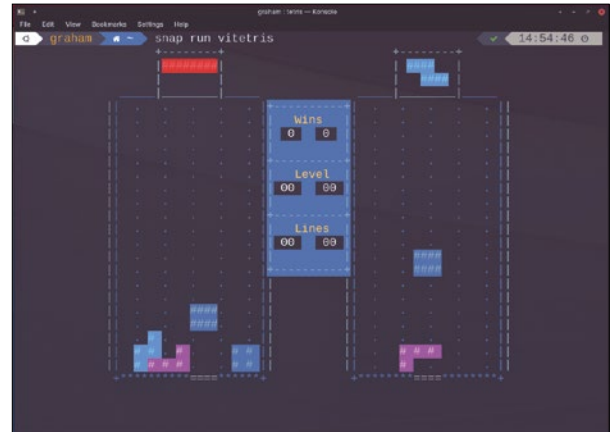 graham : tetris — Konsole
File Edit View Bookmarks Settings Help
graham ~ snap run vitetris 14:54:46
########
####
####
Wins
0 0
Level
00 00
Lines
00 00
####
####
####
####
#
# #
# #
# # #
# #
# # #
#